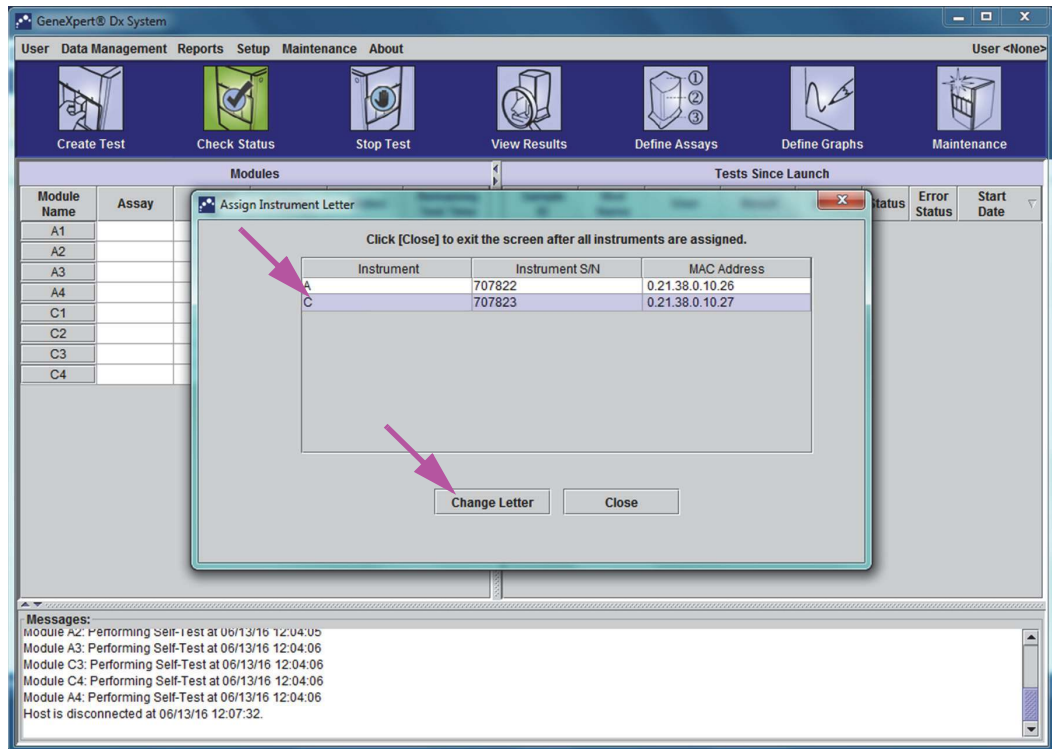 GeneXpert® Dx System
User Data Management Reports Setup Maintenance About User <None>
Create Test Check Status Stop Test View Results Define Assays Define Graphs Maintenance
① ② ③
Modules Tests Since Launch
Module Name Assay Status Error Status Start Date
A1
A2
A3
A4
C1
C2
C3
C4
Assign Instrument Letter
Click [Close] to exit the screen after all instruments are assigned.
Instrument Instrument S/N MAC Address
A 707822 0.21.38.0.10.26
C 707823 0.21.38.0.10.27
Change Letter Close
Messages:
Module A2: Performing Self-Test at 06/13/16 12:04:05
Module A3: Performing Self-Test at 06/13/16 12:04:06
Module C3: Performing Self-Test at 06/13/16 12:04:06
Module C4: Performing Self-Test at 06/13/16 12:04:06
Module A4: Performing Self-Test at 06/13/16 12:04:06
Host is disconnected at 06/13/16 12:07:32.